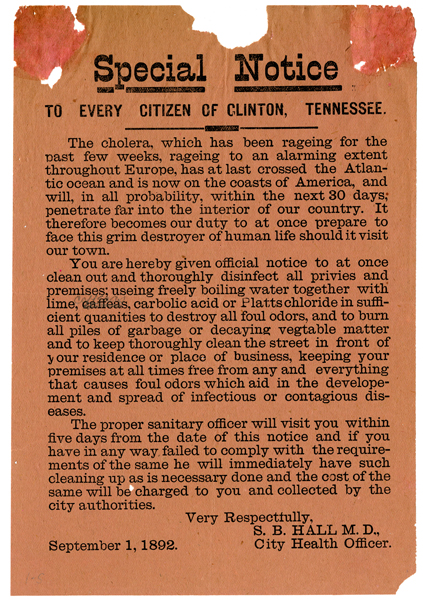 Special Notice
TO EVERY CITIZEN OF CLINTON, TENNESSEE.
The cholera, which has been rageing for the
past few weeks, rageing to an alarming extent
throughout Europe, has at last crossed the Atlan-
tic ocean and is now on the coasts of America, and
will, in all probability, within the next 30 days;
penetrate far into the interior of our country. It
therefore becomes our duty to at once prepare to
face this grim destroyer of human life should it visit
our town.
You are hereby given official notice to at once
clean out and thoroughly disinfect all privies and
premises; useing freely boiling water together with
lime, caffeas, carbolic acid or Platts chloride in suffi-
cient quanities to destroy all foul odors, and to burn
all piles of garbage or decaying vegtable matter
and to keep thoroughly clean the street in front of
your residence or place of business, keeping your
premises at all times free from any and everything
that causes foul odors which aid in the develope-
ment and spread of infectious or contagious dis-
eases.
The proper sanitary officer will visit you within
five days from the date of this notice and if you
have in any way failed to comply with the require-
ments of the same he will immediately have such
cleaning up as is necessary done and the cost of the
same will be charged to you and collected by the
city authorities.
Very Respectfully,
S. B. HALL M. D.,
September 1, 1892. City Health Officer.